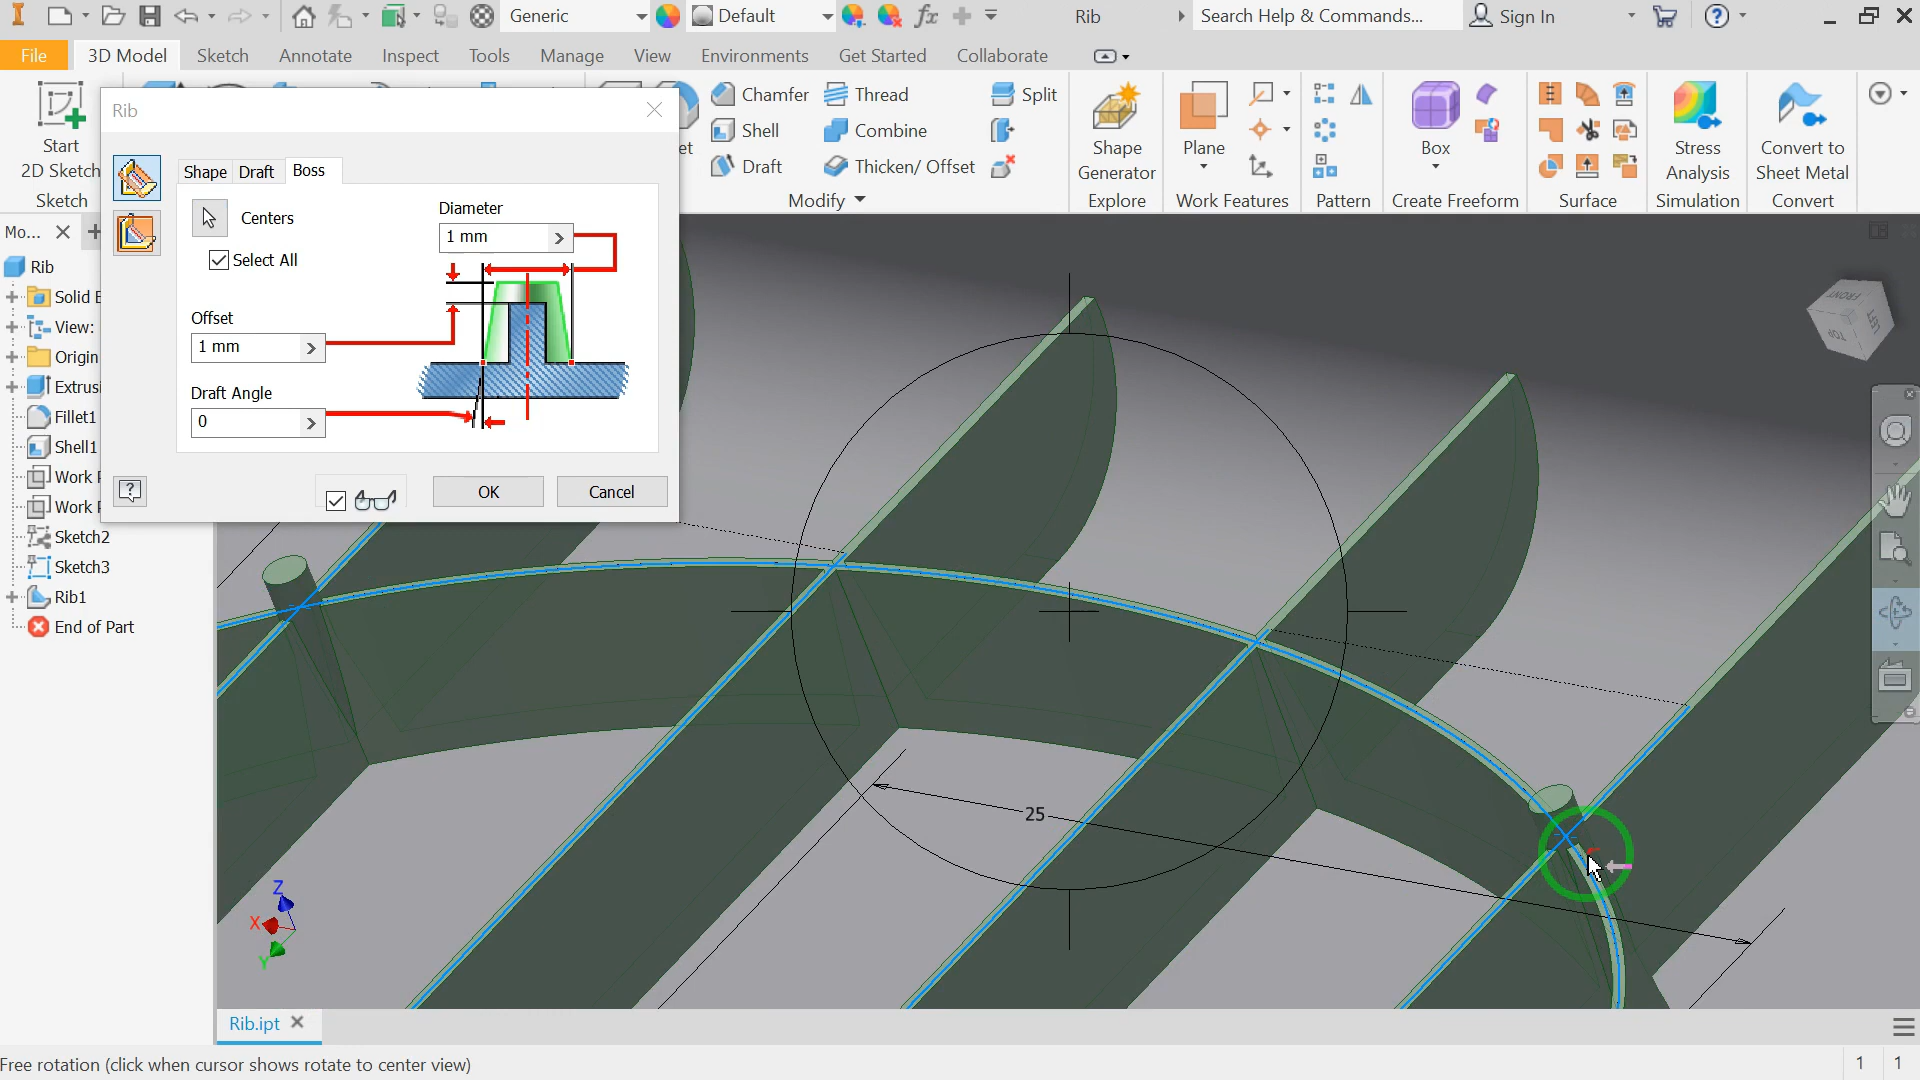 Generic
Default
Rib
Search Help & Commands...
Sign In
File
3D Model
Sketch
Annotate
Inspect
Tools
Manage
View
Environments
Get Started
Collaborate
Start
2D Sketch
Sketch
Chamfer
Thread
Split
Shell
Combine
Draft
Thicken/ Offset
Modify
Shape
Generator
Explore
Plane
Work Features
Pattern
Box
Create Freeform
Surface
Stress
Analysis
Simulation
Convert to
Sheet Metal
Convert
Rib
Shape
Draft
Boss
Centers
Select All
Diameter
1 mm
Offset
1 mm
Draft Angle
0
OK
Cancel
Mo...
Rib
Solid
View:
Origin
Extrusi
Fillet1
Shell1
Work
Work
Sketch2
Sketch3
Rib1
End of Part
FRONT
TOP
LEFT
25
Z
X
Y
Rib.ipt
Free rotation (click when cursor shows rotate to center view)
1
1